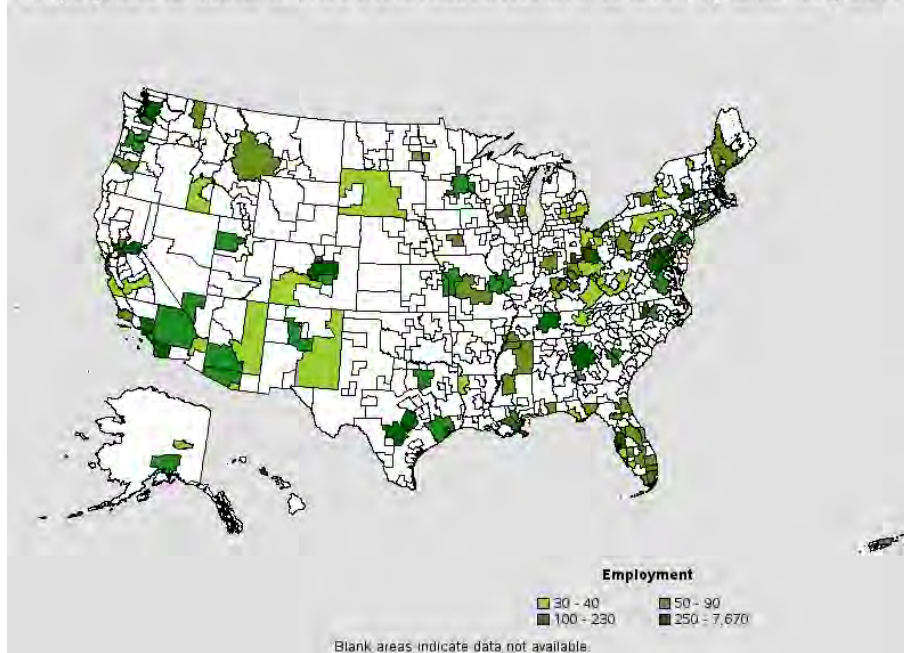 Employment
30 - 40
50 - 90
100 - 230
250 - 7,670
Blank areas indicate data not available.